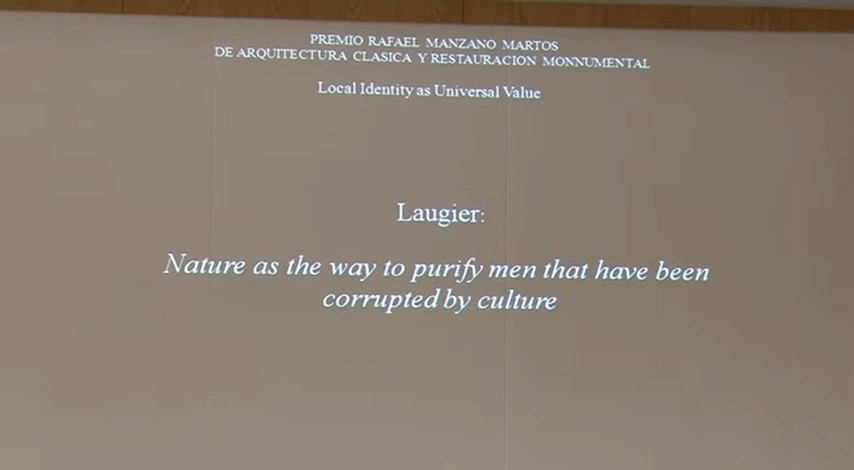 PREMIO RAFAEL MANZANO MARTOS
DE ARQUITECTURA CLASICA Y RESTAURACION MONNUMENTAL
Local Identity as Universal Value
Laugier:
Nature as the way to purify men that have been
corrupted by culture